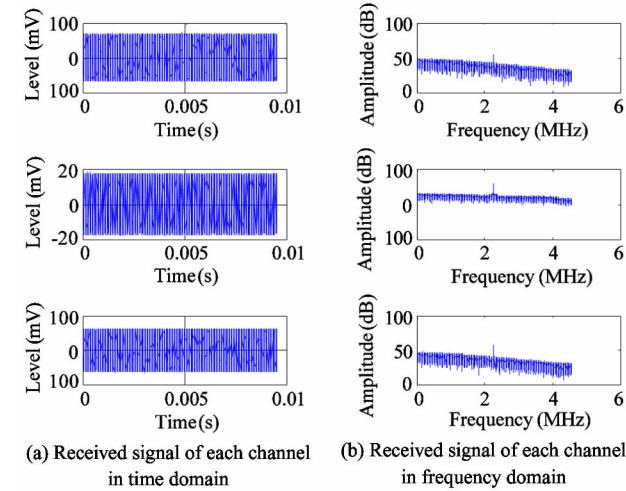 100
0
100
Level (mV)
0 0.005 0.01
Time(s)
100
50
0
Amplitude (dB)
0 2 4 6
Frequency (MHz)
20
0
-20
Level (mV)
0 0.005 0.01
Time(s)
100
0
100
Amplitude (dB)
0 2 4 6
Frequency (MHz)
100
0
100
Level (mV)
0 0.005 0.01
Time(s)
100
50
0
Amplitude (dB)
0 2 4 6
Frequency (MHz)
(a) Received signal of each channel
in time domain
(b) Received signal of each channel
in frequency domain